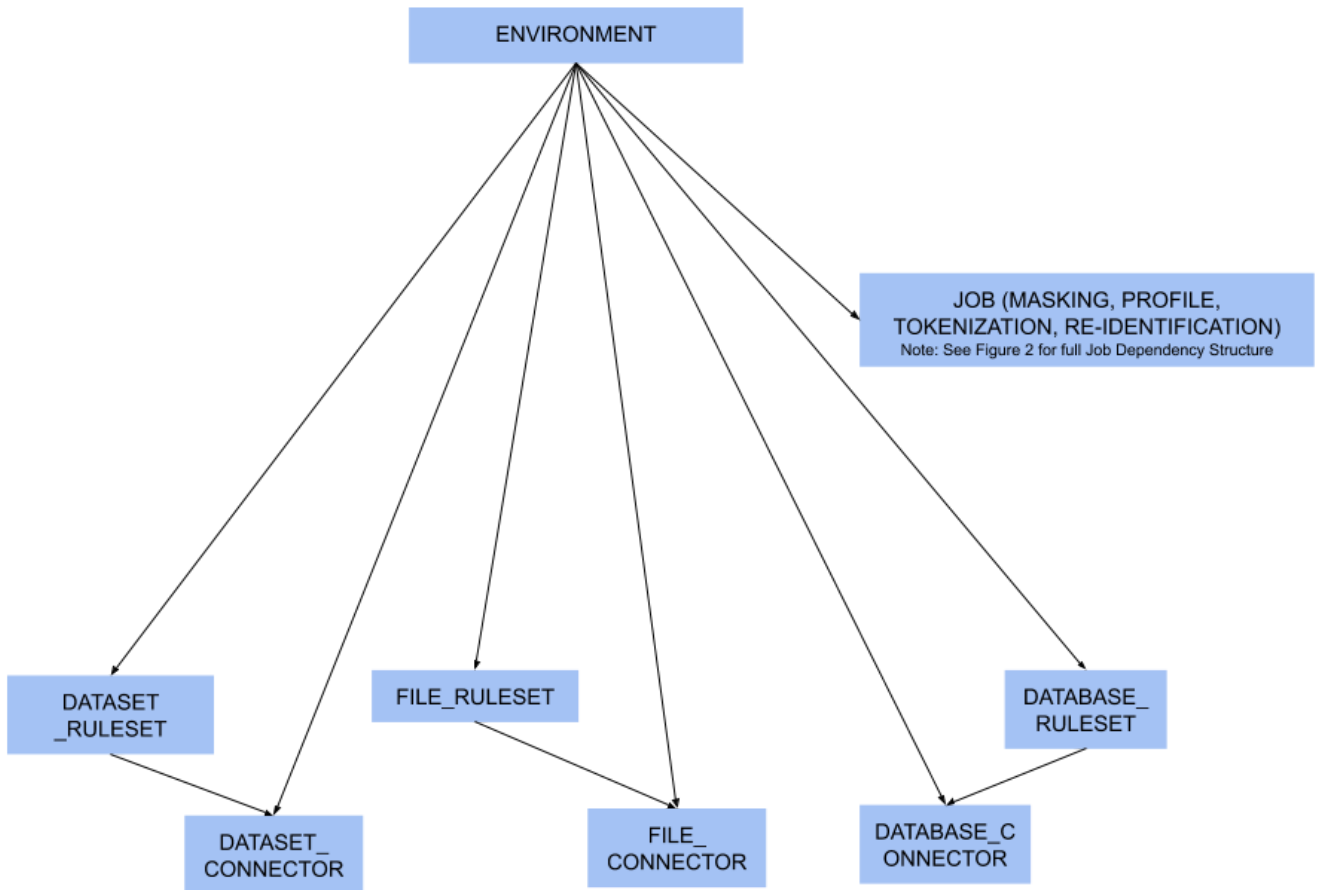 ENVIRONMENT
JOB (MASKING, PROFILE,
TOKENIZATION, RE-IDENTIFICATION)
Note: See Figure 2 for full Job Dependency Structure
DATASET
_RULESET
FILE_RULESET
DATABASE_
RULESET
DATASET_
CONNECTOR
FILE_
CONNECTOR
DATABASE_C
ONNECTOR